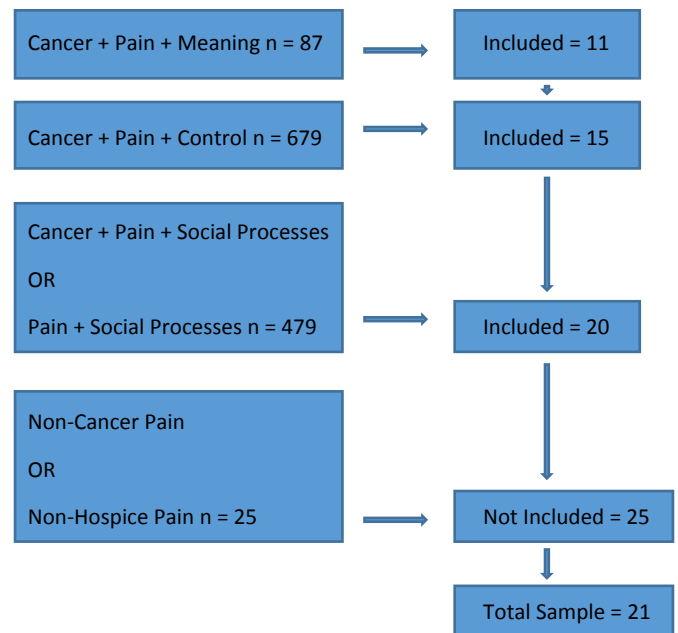 Cancer + Pain + Meaning n = 87
Included = 11
Cancer + Pain + Control n = 679
Included = 15
Cancer + Pain + Social Processes
OR
Pain + Social Processes n = 479
Included = 20
Non-Cancer Pain
OR
Non-Hospice Pain n = 25
Not Included = 25
Total Sample = 21